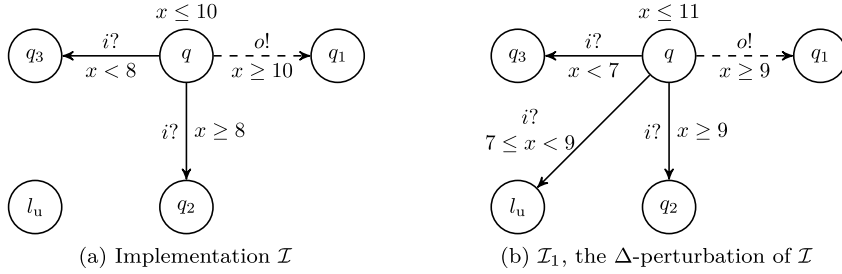 x ≤ 10
x ≤ 11
q₃ i? q o! q₁
x < 8 x ≥ 10
q₃ i? q o! q₁
x < 7 x ≥ 9
i? x ≥ 8
i?
7 ≤ x < 9
i? x ≥ 9
lᵤ q₂
lᵤ q₂
(a) Implementation ℐ
(b) ℐ₁, the Δ-perturbation of ℐ